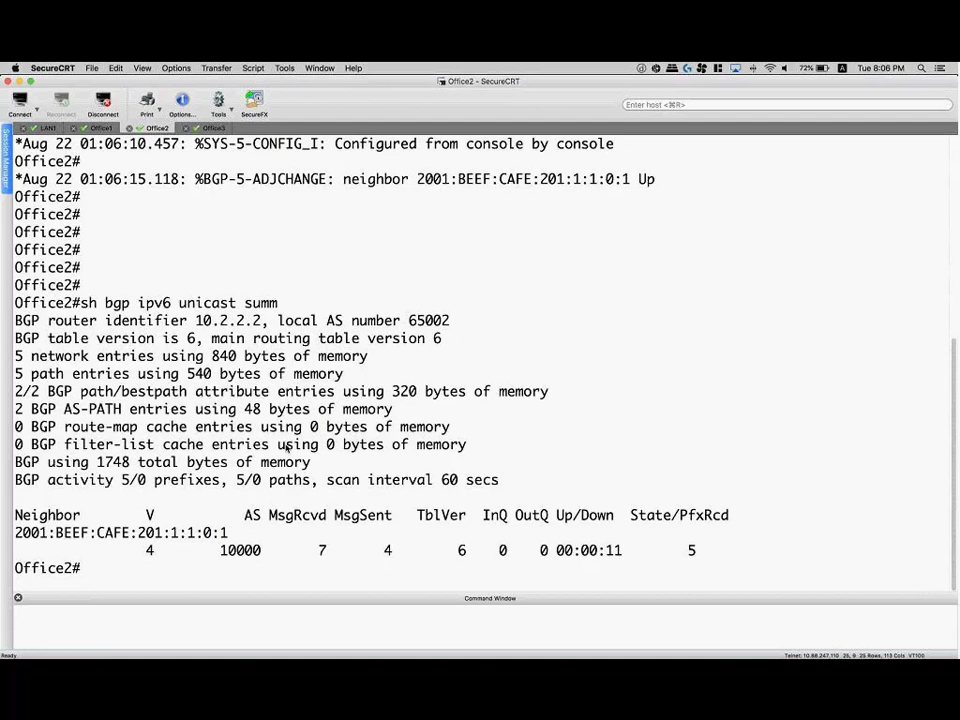 SecureCRT File Edit View Options Transfer Script Tools Window Help 72% A Tue 8:06 PM
Office2 - SecureCRT
Connect Reconnect Disconnect Print Options... Tools SecureFX Enter host <⌘R>
Session Manager
LAN1 Office1 Office2 Office3
*Aug 22 01:06:10.457: %SYS-5-CONFIG_I: Configured from console by console
Office2#
*Aug 22 01:06:15.118: %BGP-5-ADJCHANGE: neighbor 2001:BEEF:CAFE:201:1:1:0:1 Up
Office2#
Office2#
Office2#
Office2#
Office2#
Office2#
Office2#sh bgp ipv6 unicast summ
BGP router identifier 10.2.2.2, local AS number 65002
BGP table version is 6, main routing table version 6
5 network entries using 840 bytes of memory
5 path entries using 540 bytes of memory
2/2 BGP path/bestpath attribute entries using 320 bytes of memory
2 BGP AS-PATH entries using 48 bytes of memory
0 BGP route-map cache entries using 0 bytes of memory
0 BGP filter-list cache entries using 0 bytes of memory
BGP using 1748 total bytes of memory
BGP activity 5/0 prefixes, 5/0 paths, scan interval 60 secs
Neighbor V AS MsgRcvd MsgSent TblVer InQ OutQ Up/Down State/PfxRcd
2001:BEEF:CAFE:201:1:1:0:1
4 10000 7 4 6 0 0 00:00:11 5
Office2#
Command Window
Ready Telnet: 10.88.247.110 25, 9 25 Rows, 113 Cols VT100